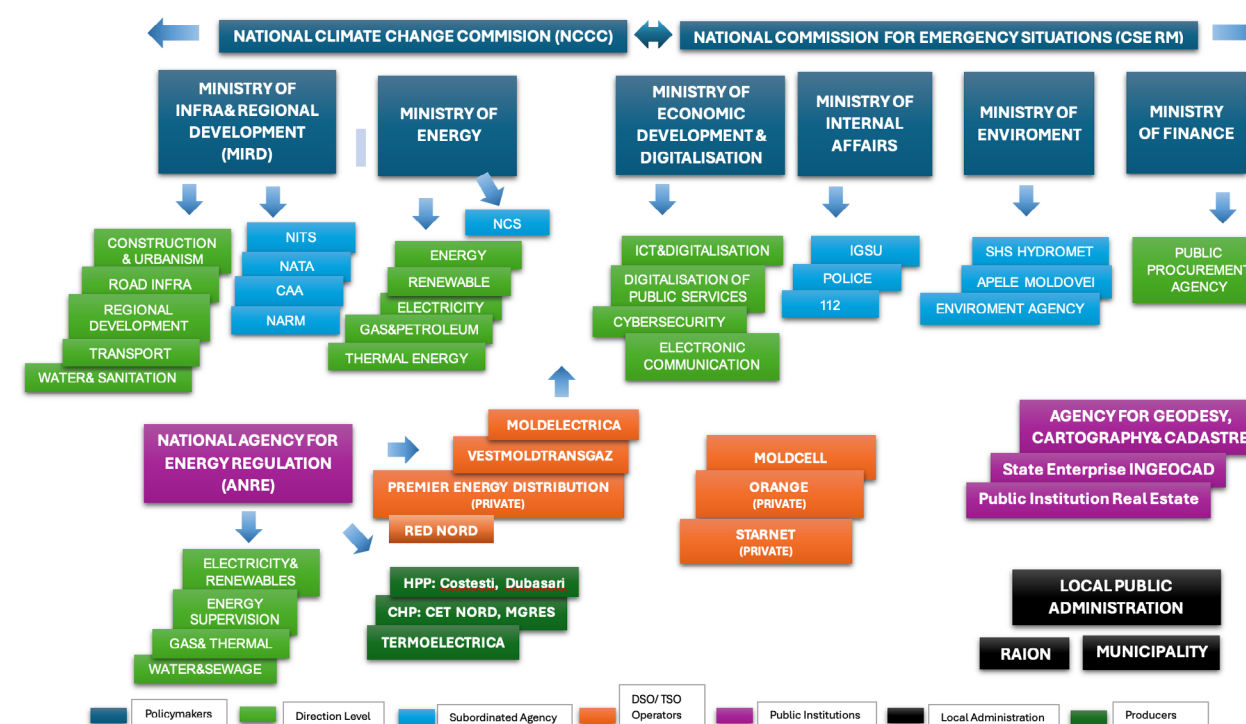 NATIONAL CLIMATE CHANGE COMMISION (NCCC)
NATIONAL COMMISSION FOR EMERGENCY SITUATIONS (CSE RM)
MINISTRY OF
INFRA& REGIONAL
DEVELOPMENT
(MIRD)
MINISTRY OF
ENERGY
MINISTRY OF
ECONOMIC
DEVELOPMENT &
DIGITALISATION
MINISTRY OF
INTERNAL
AFFAIRS
MINISTRY OF
ENVIROMENT
MINISTRY
OF FINANCE
CONSTRUCTION
& URBANISM
ROAD INFRA
REGIONAL
DEVELOPMENT
TRANSPORT
WATER& SANITATION
NITS
NATA
CAA
NARM
NCS
ENERGY
RENEWABLE
ELECTRICITY
GAS&PETROLEUM
THERMAL ENERGY
ICT&DIGITALISATION
DIGITALISATION OF
PUBLIC SERVICES
CYBERSECURITY
ELECTRONIC
COMMUNICATION
IGSU
POLICE
112
SHS HYDROMET
APELE MOLDOVEI
ENVIROMENT AGENCY
PUBLIC
PROCUREMENT
AGENCY
NATIONAL AGENCY FOR
ENERGY REGULATION
(ANRE)
MOLDELECTRICA
VESTMOLDTRANSGAZ
PREMIER ENERGY DISTRIBUTION
(PRIVATE)
RED NORD
MOLDCELL
ORANGE
(PRIVATE)
STARNET
(PRIVATE)
AGENCY FOR GEODESY,
CARTOGRAPHY& CADASTRE
State Enterprise INGEOCAD
Public Institution Real Estate
ELECTRICITY&
RENEWABLES
ENERGY
SUPERVISION
GAS& THERMAL
WATER&SEWAGE
HPP: Costesti, Dubasari
CHP: CET NORD, MGRES
TERMOELECTRICA
LOCAL PUBLIC
ADMINISTRATION
RAION
MUNICIPALITY
Policymakers
Direction Level
Subordinated Agency
DSO/ TSO
Operators
Public Institutions
Local Administration
Producers